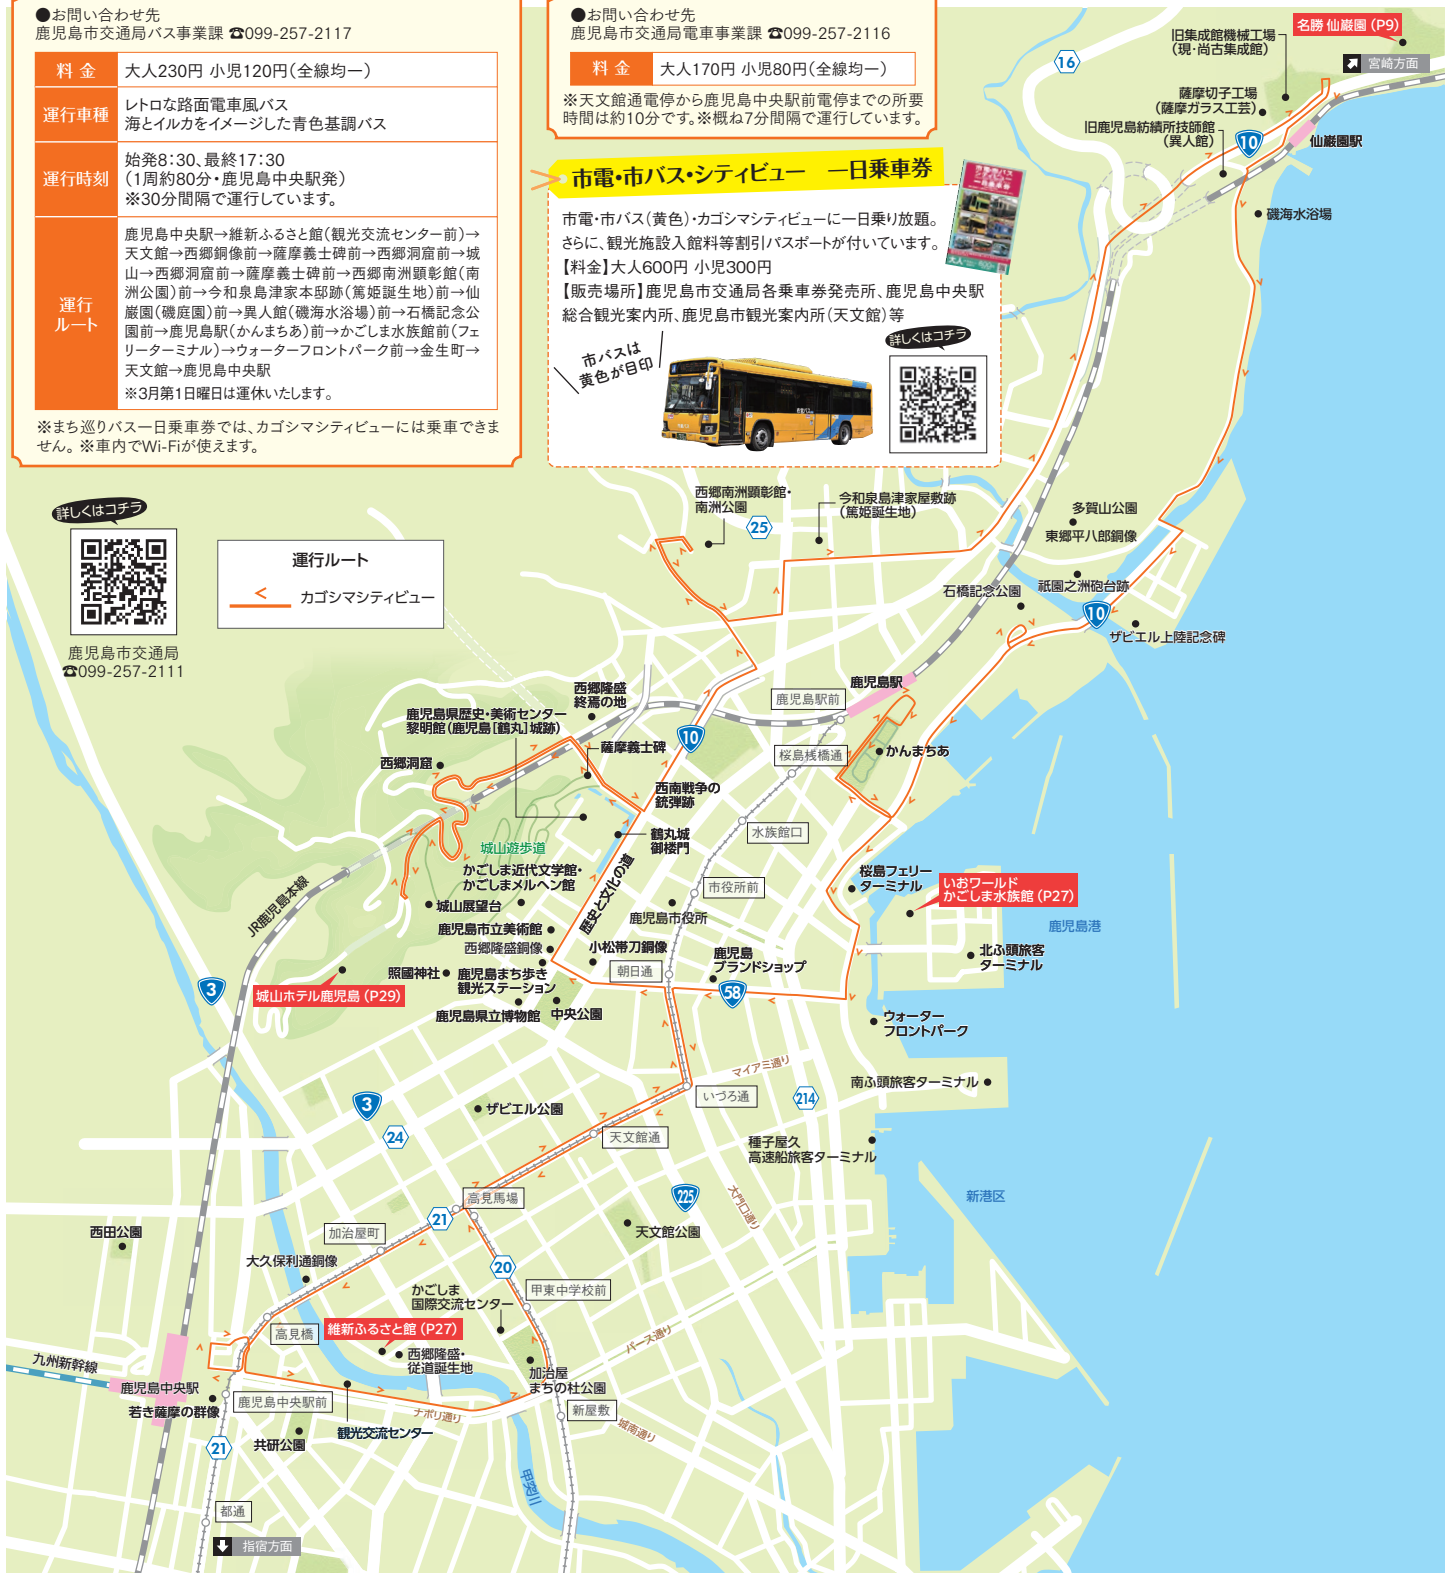 ●お問い合わせ先
鹿児島市交通局バス事業課 ☎099-257-2117
料 金
大人230円 小児120円(全線均一)
運行車種
レトロな路面電車風バス
海とイルカをイメージした青色基調バス
運行時刻
始発8:30、最終17:30
(1周約80分・鹿児島中央駅発)
※30分間隔で運行しています。
運行
ルート
鹿児島中央駅→維新ふるさと館(観光交流センター前)→
天文館→西郷銅像前→薩摩義士碑前→西郷洞窟前→城
山→西郷洞窟前→薩摩義士碑前→西郷南洲顕彰館(南
洲公園)前→今和泉島津家本邸跡(篤姫誕生地)前→仙
巌園(磯庭園)前→異人館(磯海水浴場)前→石橋記念公
園前→鹿児島駅(かんまちあ)前→かごしま水族館前(フェ
リーターミナル)→ウォーターフロントパーク前→金生町→
天文館→鹿児島中央駅
※3月第1日曜日は運休いたします。
※まち巡りバス一日乗車券では、カゴシマシティビューには乗車できま
せん。※車内でWi-Fiが使えます。
●お問い合わせ先
鹿児島市交通局電車事業課 ☎099-257-2116
料 金
大人170円 小児80円(全線均一)
※天文館通電停から鹿児島中央駅前電停までの所要
時間は約10分です。※概ね7分間隔で運行しています。
市電・市バス・シティビュー 一日乗車券
市電・市バス(黄色)・カゴシマシティビューに一日乗り放題。
さらに、観光施設入館料等割引パスポートが付いています。
【料金】大人600円 小児300円
【販売場所】鹿児島市交通局各乗車券発売所、鹿児島中央駅
総合観光案内所、鹿児島市観光案内所(天文館)等
市バスは
黄色が目印
詳しくはコチラ
詳しくはコチラ
鹿児島市交通局
☎099-257-2111
運行ルート
カゴシマシティビュー
名勝 仙巌園 (P9)
旧集成館機械工場
(現・尚古集成館)
16
宮崎方面
薩摩切子工場
(薩摩ガラス工芸)
旧鹿児島紡績所技師館
(異人館)
10
仙巌園駅
磯海水浴場
西郷南洲顕彰館・
南洲公園
25
今和泉島津家屋敷跡
(篤姫誕生地)
多賀山公園
東郷平八郎銅像
祇園之洲砲台跡
石橋記念公園
10
ザビエル上陸記念碑
鹿児島駅
鹿児島駅前
西郷隆盛
終焉の地
鹿児島県歴史・美術センター
黎明館(鹿児島[鶴丸]城跡)
10
薩摩義士碑
桜島桟橋通
かんまちあ
西郷洞窟
西南戦争の
銃弾跡
水族館口
鶴丸城
御楼門
城山遊歩道
かごしま近代文学館・
かごしまメルヘン館
歴史と文化の道
桜島フェリー
ターミナル
いおワールド
かごしま水族館 (P27)
市役所前
JR鹿児島本線
城山展望台
鹿児島市役所
鹿児島港
鹿児島市立美術館
西郷隆盛銅像
小松帯刀銅像
鹿児島
ブランドショップ
北ふ頭旅客
ターミナル
朝日通
照國神社
鹿児島まち歩き
観光ステーション
3
城山ホテル鹿児島 (P29)
58
鹿児島県立博物館
中央公園
ウォーター
フロントパーク
マイアミ通り
南ふ頭旅客ターミナル
いづろ通
214
3
ザビエル公園
24
天文館通
種子屋久
高速船旅客ターミナル
大門口通り
225
新港区
高見馬場
21
加治屋町
西田公園
天文館公園
大久保利通銅像
20
かごしま
国際交流センター
甲東中学校前
高見橋
維新ふるさと館 (P27)
パース通り
九州新幹線
西郷隆盛・
従道誕生地
加治屋
まちの杜公園
鹿児島中央駅
若き薩摩の群像
鹿児島中央駅前
ナポリ通り
新屋敷
城南通り
観光交流センター
共研公園
21
甲突川
都通
指宿方面